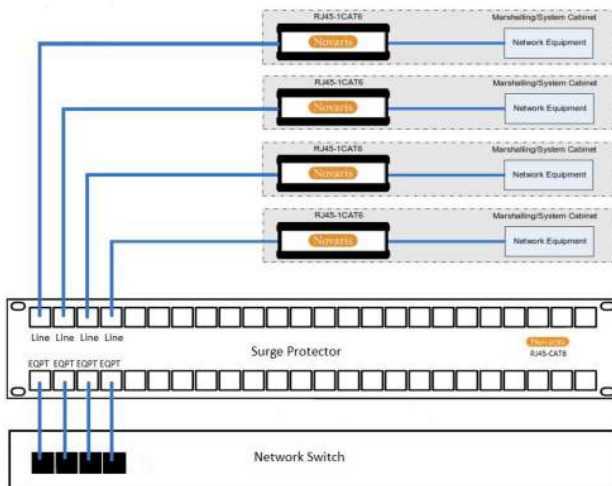 RJ45-1CAT6
Marshalling/System Cabinet
Novaris
Network Equipment
RJ45-1CAT6
Marshalling/System Cabinet
Novaris
Network Equipment
RJ45-1CAT6
Marshalling/System Cabinet
Novaris
Network Equipment
RJ45-1CAT6
Marshalling/System Cabinet
Novaris
Network Equipment
Line Line Line Line
Surge Protector
Novaris
RJ45-CAT6
EQPT EQPT EQPT EQPT
Network Switch